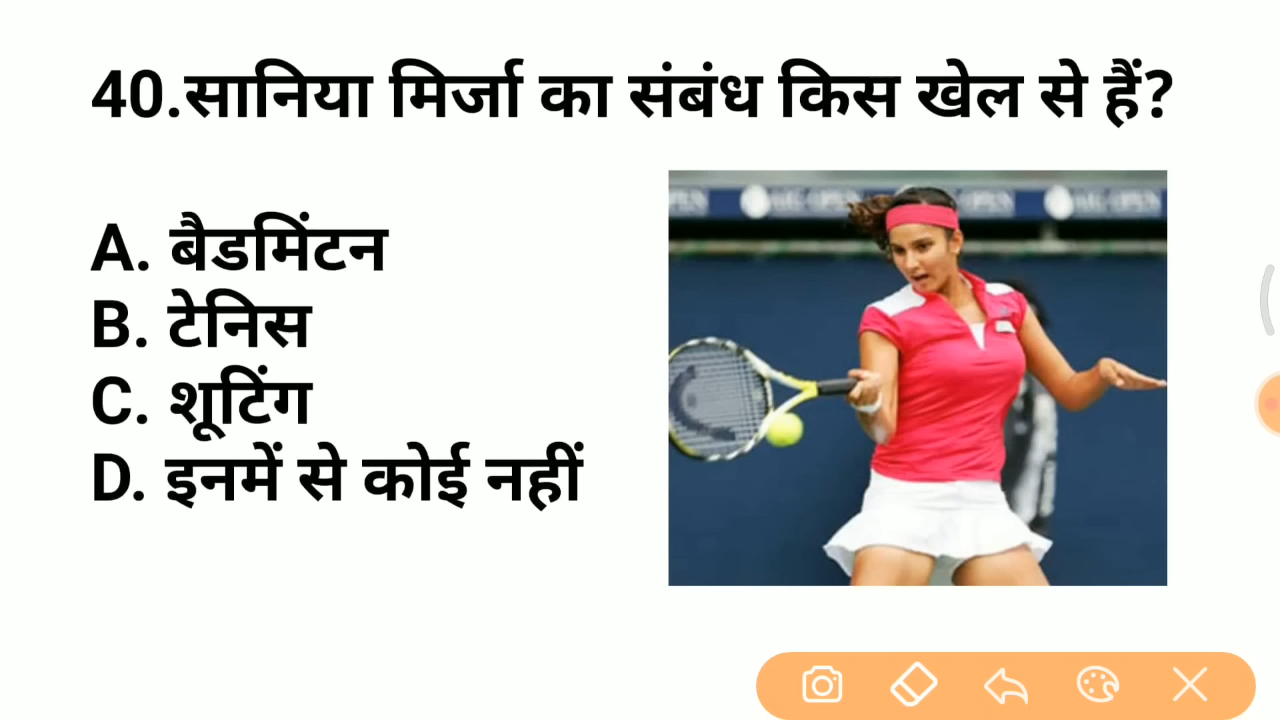 40.सानिया मिर्जा का संबंध किस खेल से हैं?
A. बैडमिंटन
B. टेनिस
C. शूटिंग
D. इनमें से कोई नहीं